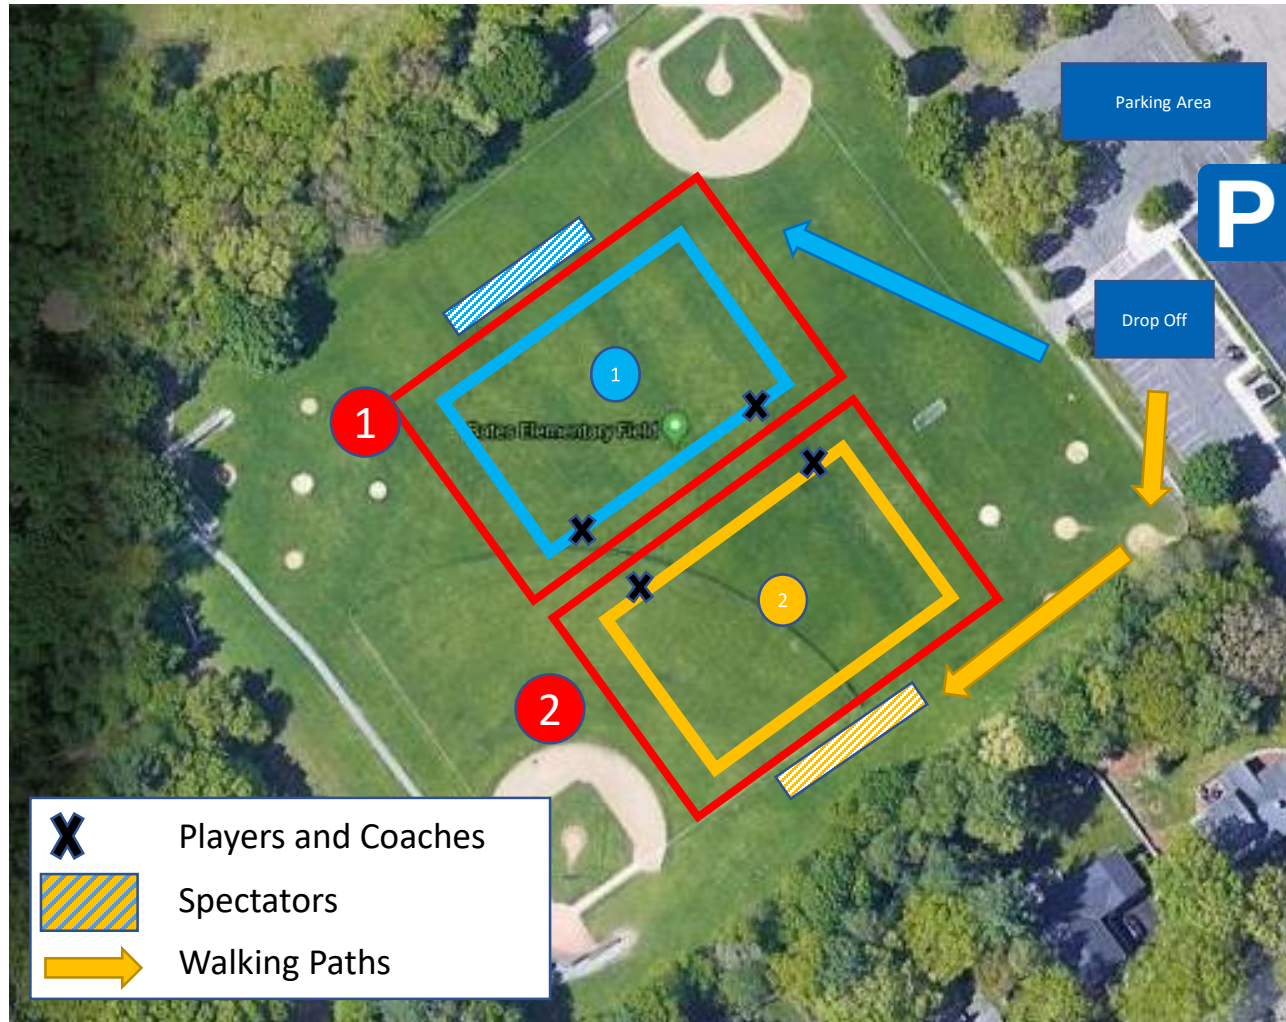 Parking Area
P
Drop Off
1
1
Bates Elementary Field
2
2
Players and Coaches
Spectators
Walking Paths